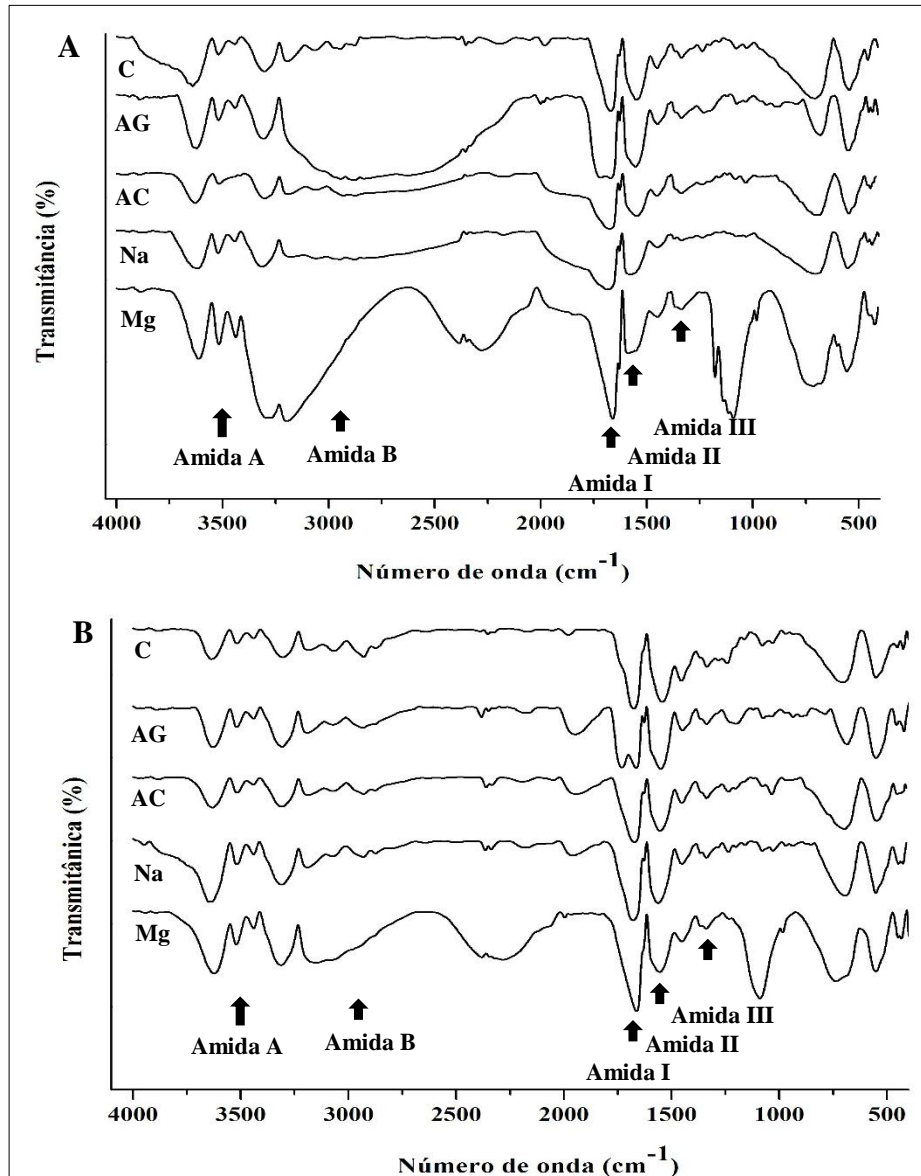 A
C
AG
AC
Na
Mg
Transmitância (%)
Amida A
Amida B
Amida I
Amida II
Amida III
4000 3500 3000 2500 2000 1500 1000 500
Número de onda (cm-1)
B
C
AG
AC
Na
Mg
Transmitânica (%)
Amida A
Amida B
Amida I
Amida II
Amida III
4000 3500 3000 2500 2000 1500 1000 500
Número de onda (cm-1)